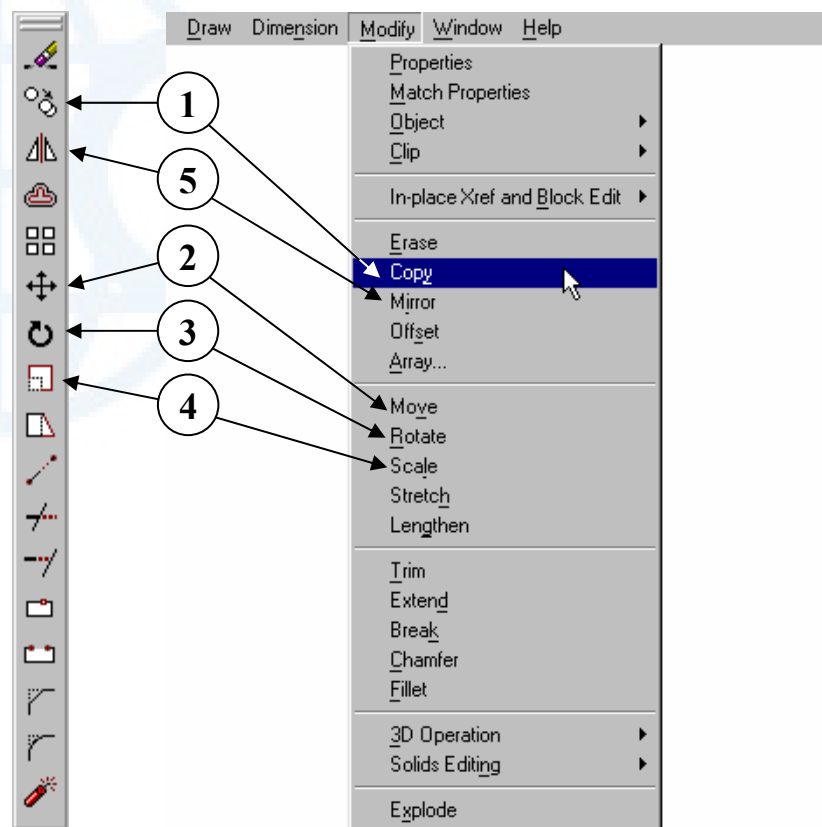 Draw Dimension Modify Window Help
1
5
2
3
4
Properties
Match Properties
Object
Clip
In-place Xref and Block Edit
Erase
Copy
Mirror
Offset
Array...
Move
Rotate
Scale
Stretch
Lengthen
Trim
Extend
Break
Chamfer
Fillet
3D Operation
Solids Editing
Explode